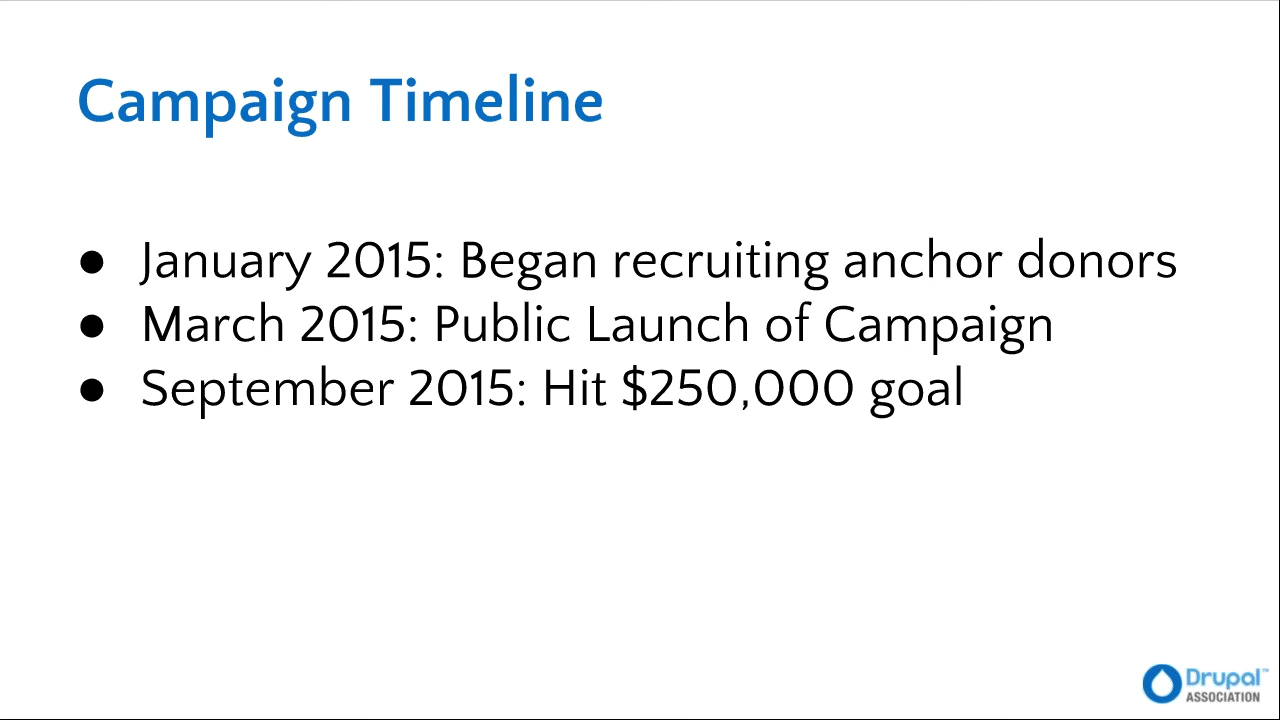 Campaign Timeline
● January 2015: Began recruiting anchor donors
● March 2015: Public Launch of Campaign
● September 2015: Hit $250,000 goal
Drupal™
ASSOCIATION